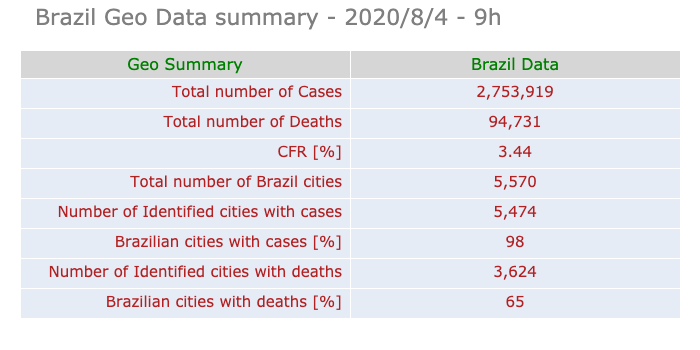 Brazil Geo Data summary - 2020/8/4 - 9h
Geo Summary Brazil Data
Total number of Cases 2,753,919
Total number of Deaths 94,731
CFR [%] 3.44
Total number of Brazil cities 5,570
Number of Identified cities with cases 5,474
Brazilian cities with cases [%] 98
Number of Identified cities with deaths 3,624
Brazilian cities with deaths [%] 65